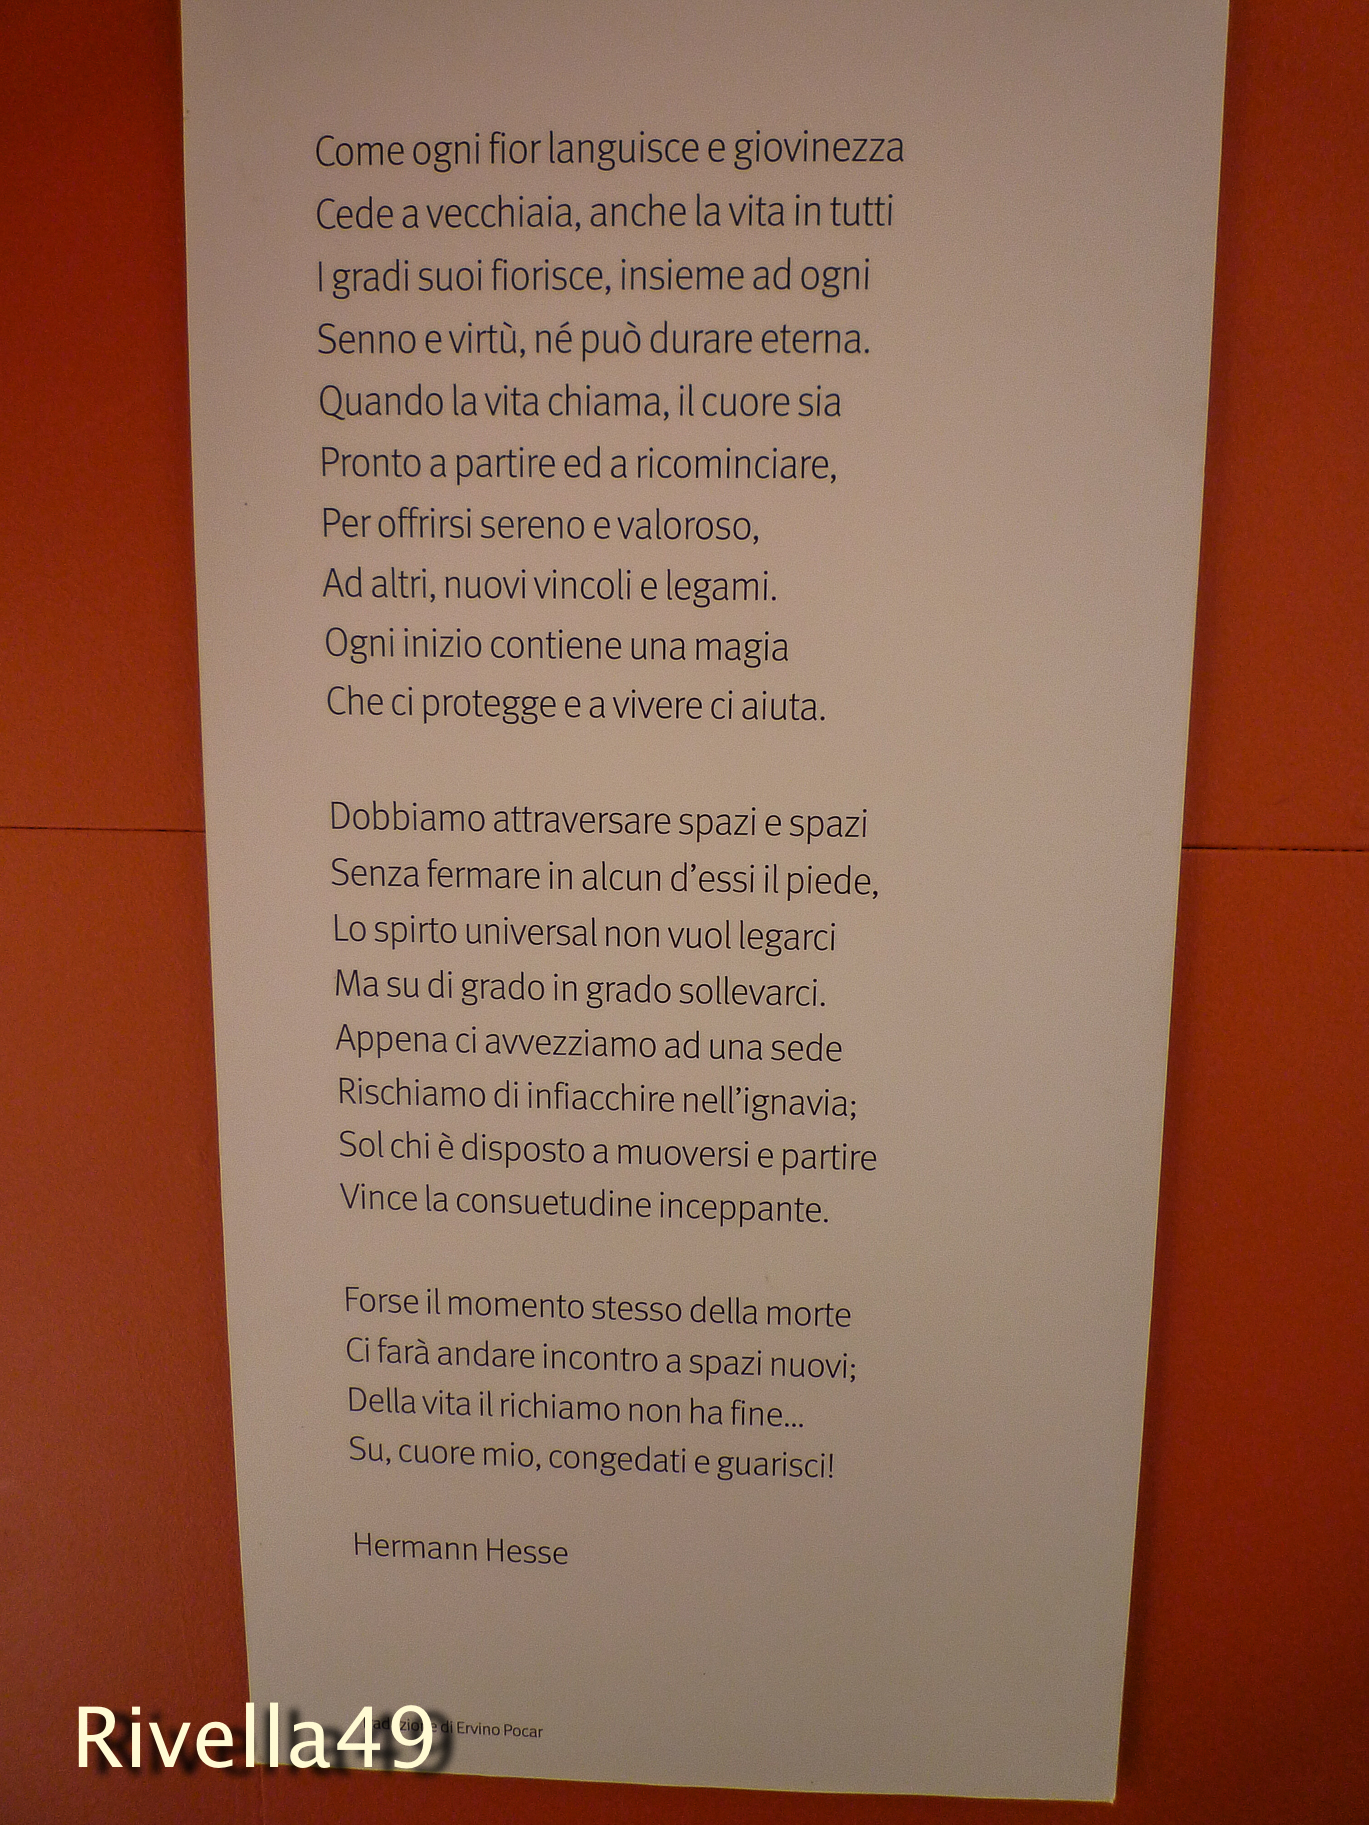 Come ogni fior languisce e giovinezza
Cede a vecchiaia, anche la vita in tutti
I gradi suoi fiorisce, insieme ad ogni
Senno e virtù, né può durare eterna.
Quando la vita chiama, il cuore sia
Pronto a partire ed a ricominciare,
Per offrirsi sereno e valoroso,
Ad altri, nuovi vincoli e legami.
Ogni inizio contiene una magia
Che ci protegge e a vivere ci aiuta.
Dobbiamo attraversare spazi e spazi
Senza fermare in alcun d’essi il piede,
Lo spirto universal non vuol legarci
Ma su di grado in grado sollevarci.
Appena ci avvezziamo ad una sede
Rischiamo di infiacchire nell’ignavia;
Sol chi è disposto a muoversi e partire
Vince la consuetudine inceppante.
Forse il momento stesso della morte
Ci farà andare incontro a spazi nuovi;
Della vita il richiamo non ha fine...
Su, cuore mio, congedati e guarisci!
Hermann Hesse
di Ervino Pocar
Rivella49